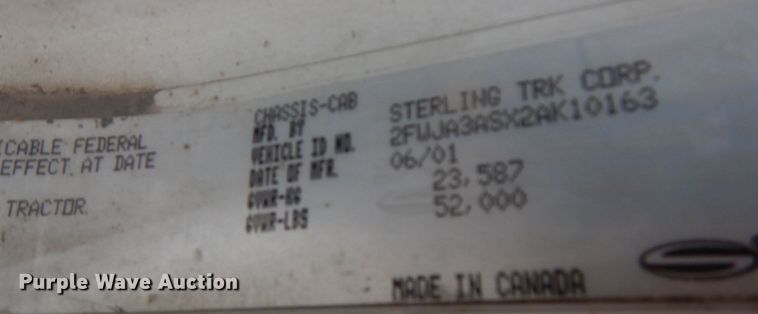 CHASSIS-CAB
MFD. BY STERLING TRK CORP.
VEHICLE ID NO. 2FWJA3ASX2AK10163
DATE OF MFR. 06/01
GVWR-KG 23,587
GVWR-LBS 52,000
MADE IN CANADA
ICABLE FEDERAL
EFFECT AT DATE
TRACTOR.
Purple Wave Auction